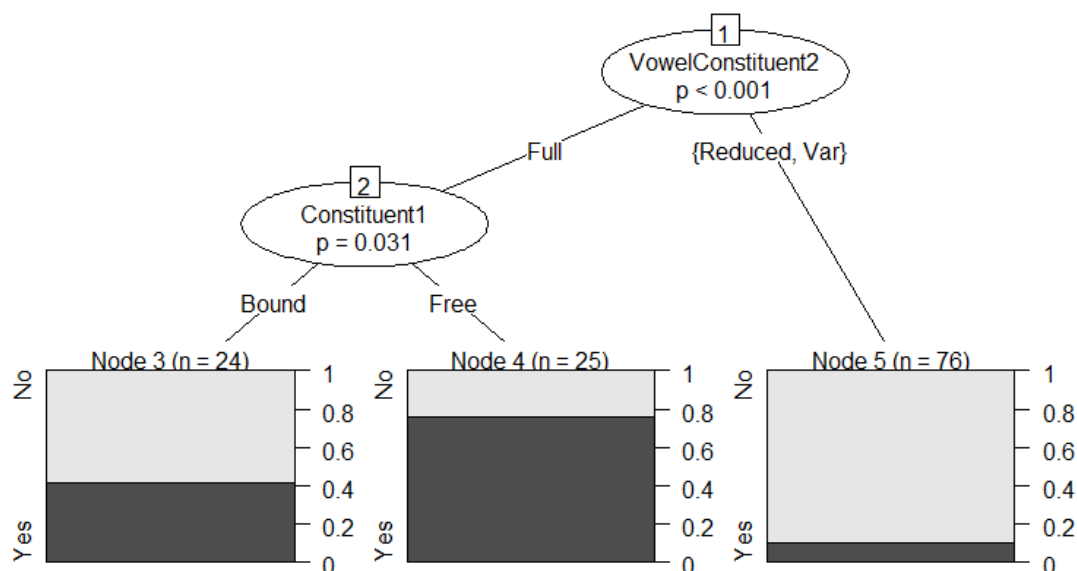 1
VowelConstituent2
p < 0.001
Full
{Reduced, Var}
2
Constituent1
p = 0.031
Bound
Free
Node 3 (n = 24)
No
Yes
1
0.8
0.6
0.4
0.2
0
Node 4 (n = 25)
No
Yes
1
0.8
0.6
0.4
0.2
0
Node 5 (n = 76)
No
Yes
1
0.8
0.6
0.4
0.2
0